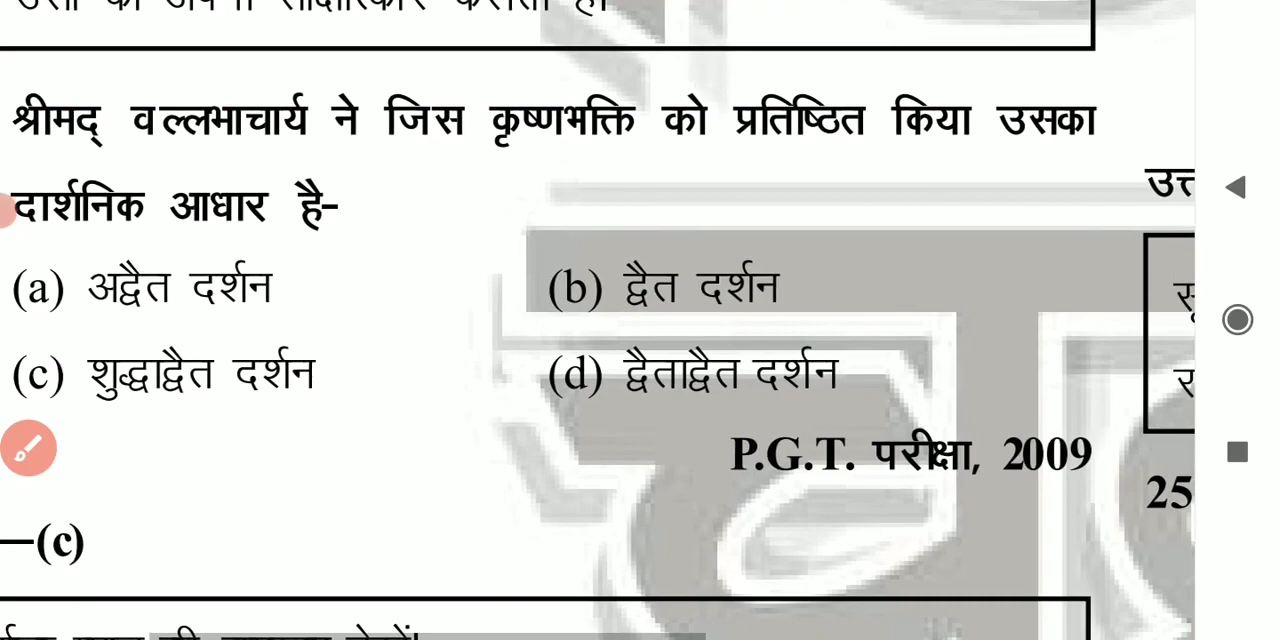 श्रीमद् वल्लभाचार्य ने जिस कृष्णभक्ति को प्रतिष्ठित किया उसका
दार्शनिक आधार है-
(a) अद्वैत दर्शन (b) द्वैत दर्शन
(c) शुद्धाद्वैत दर्शन (d) द्वैताद्वैत दर्शन
P.G.T. परीक्षा, 2009
—(c)
उत्त
25